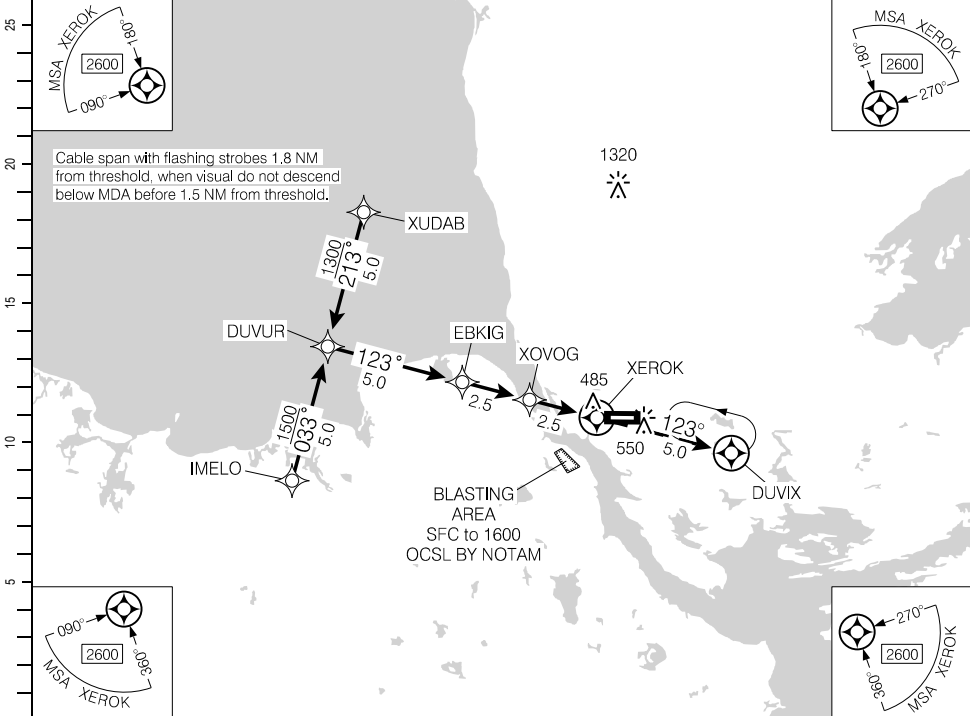 25
20
15
10
5
MSA XEROK
180°
2600
090°
MSA XEROK
180°
2600
270°
Cable span with flashing strobes 1.8 NM
from threshold, when visual do not descend
below MDA before 1.5 NM from threshold.
1320
XUDAB
1300
213°
5.0
DUVUR
123°
5.0
EBKIG
2.5
XOVOG
2.5
485
XEROK
550
123°
5.0
DUVIX
1500
033°
5.0
IMELO
BLASTING
AREA
SFC to 1600
OCSL BY NOTAM
090°
2600
360°
MSA XEROK
270°
2600
360°
MSA XEROK